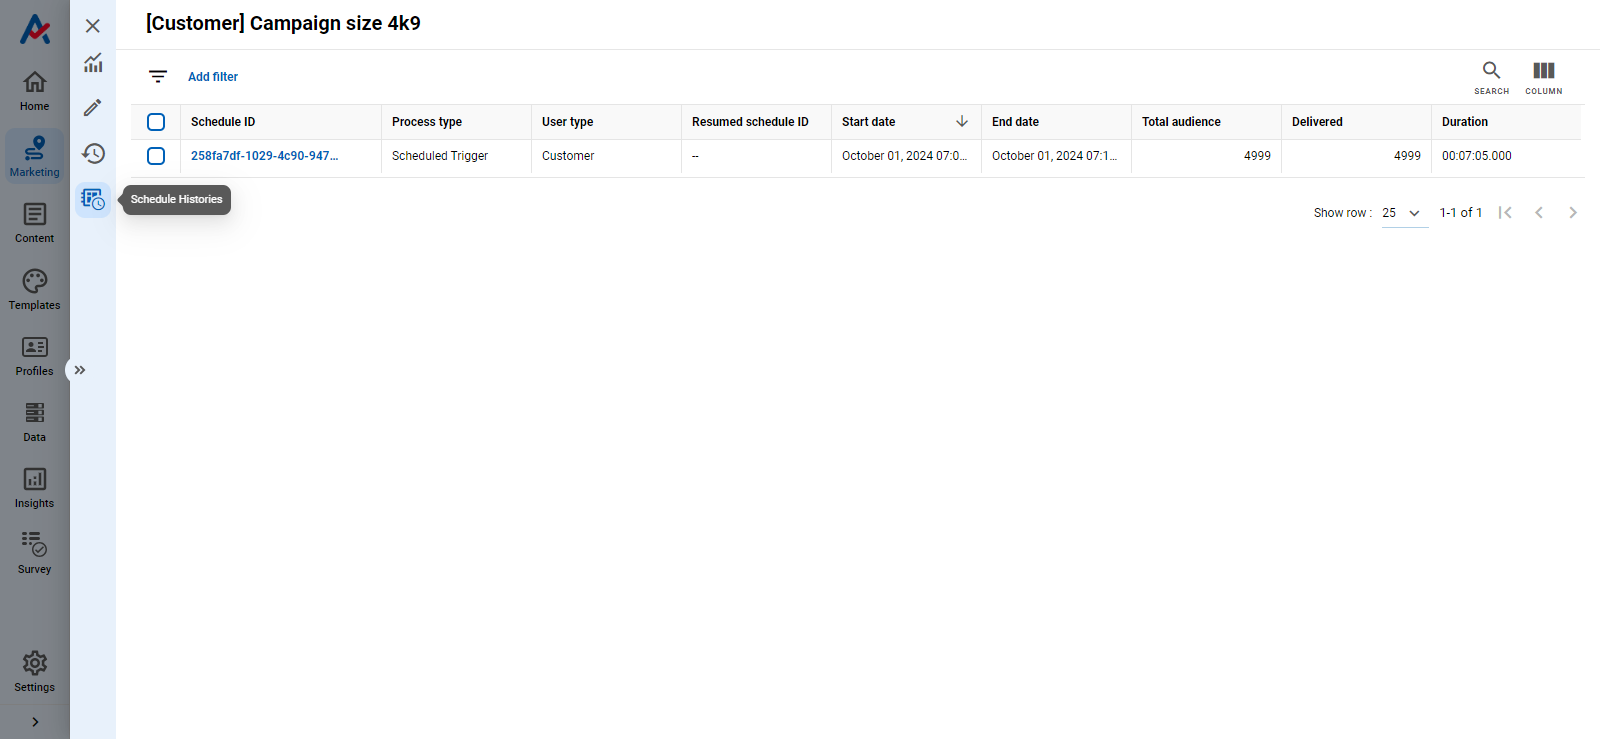 [Customer] Campaign size 4k9
Add filter
SEARCH
COLUMN
Schedule ID
Process type
User type
Resumed schedule ID
Start date
End date
Total audience
Delivered
Duration
258fa7df-1029-4c90-947...
Scheduled Trigger
Customer
--
October 01, 2024 07:0...
October 01, 2024 07:1...
4999
4999
00:07:05.000
Show row :
25
1-1 of 1
Schedule Histories
Home
Marketing
Content
Templates
Profiles
Data
Insights
Survey
Settings